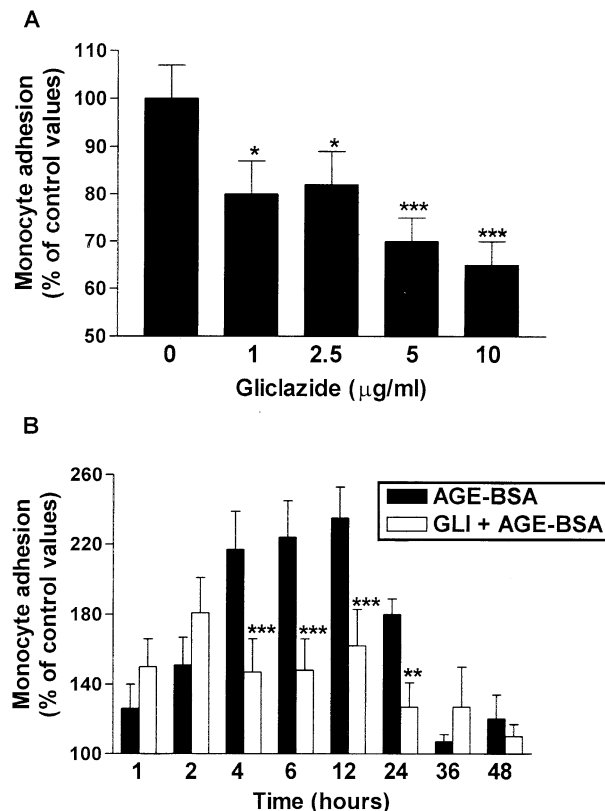 A
Monocyte adhesion
(% of control values)
110
100
90
80
70
60
50
*
*
***
***
0 1 2.5 5 10
Gliclazide (μg/ml)
B
Monocyte adhesion
(% of control values)
260
220
180
140
100
AGE-BSA
GLI + AGE-BSA
***
***
***
**
1 2 4 6 12 24 36 48
Time (hours)